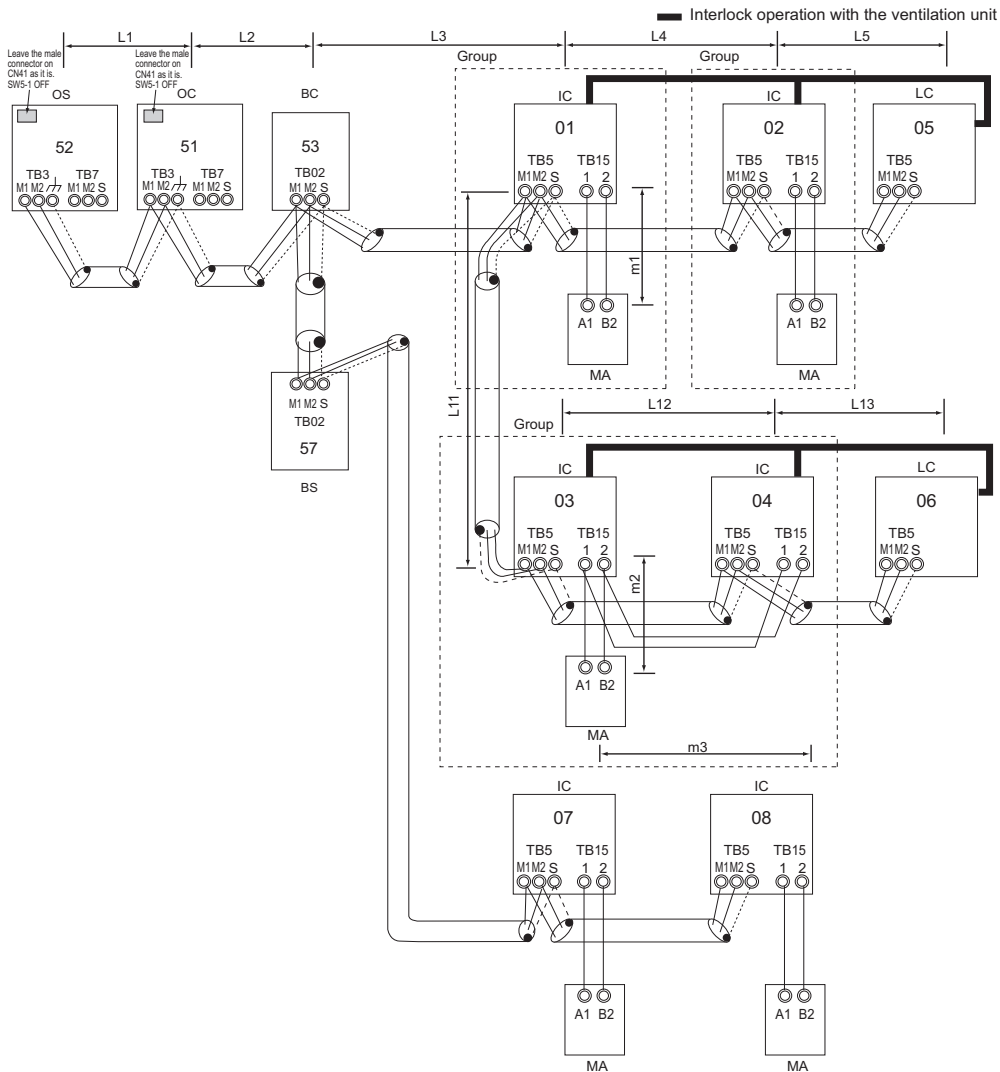 Interlock operation with the ventilation unit
L1 L2 L3 L4 L5
Leave the male
connector on
CN41 as it is.
SW5-1 OFF
Leave the male
connector on
CN41 as it is.
SW5-1 OFF
Group Group
OS OC BC IC IC LC
52 51 53 01 02 05
TB3 TB7 TB3 TB7 TB02 TB5 TB15 TB5 TB15 TB5
M1 M2 M1 M2 S M1 M2 M1 M2 S M1 M2 S M1 M2 S 1 2 M1 M2 S 1 2 M1 M2 S
m1
A1 B2 A1 B2
MA MA
M1 M2 S
TB02
57
BS
L11
L12 L13
Group
IC IC LC
03 04 06
TB5 TB15 TB5 TB15 TB5
M1 M2 S 1 2 M1 M2 S 1 2 M1 M2 S
m2
A1 B2
MA
m3
IC IC
07 08
TB5 TB15 TB5 TB15
M1 M2 S 1 2 M1 M2 S 1 2
A1 B2 A1 B2
MA MA